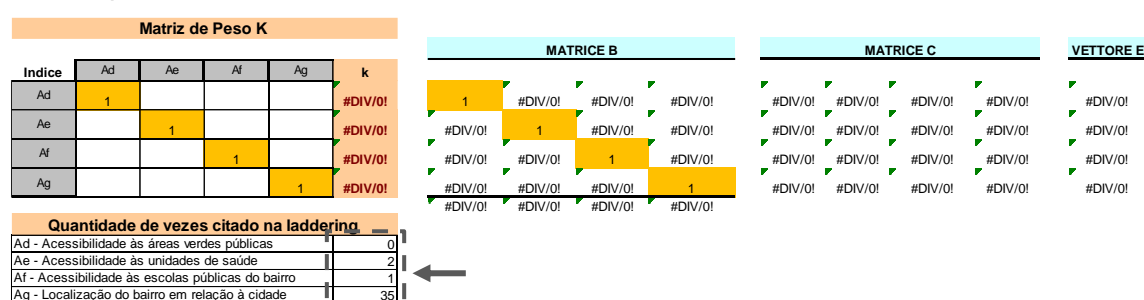 Matriz de Peso K
MATRICE B MATRICE C VETTORE E
Indice Ad Ae Af Ag k
Ad 1 #DIV/0! 1 #DIV/0! #DIV/0! #DIV/0! #DIV/0! #DIV/0! #DIV/0! #DIV/0! #DIV/0!
Ae 1 #DIV/0! #DIV/0! 1 #DIV/0! #DIV/0! #DIV/0! #DIV/0! #DIV/0! #DIV/0! #DIV/0!
Af 1 #DIV/0! #DIV/0! #DIV/0! 1 #DIV/0! #DIV/0! #DIV/0! #DIV/0! #DIV/0! #DIV/0!
Ag 1 #DIV/0! #DIV/0! #DIV/0! #DIV/0! 1 #DIV/0! #DIV/0! #DIV/0! #DIV/0! #DIV/0!
#DIV/0! #DIV/0! #DIV/0! #DIV/0!
Quantidade de vezes citado na laddering
Ad - Acessibilidade às áreas verdes públicas 0
Ae - Acessibilidade às unidades de saúde 2
Af - Acessibilidade às escolas públicas do bairro 1
Ag - Localização do bairro em relação à cidade 35